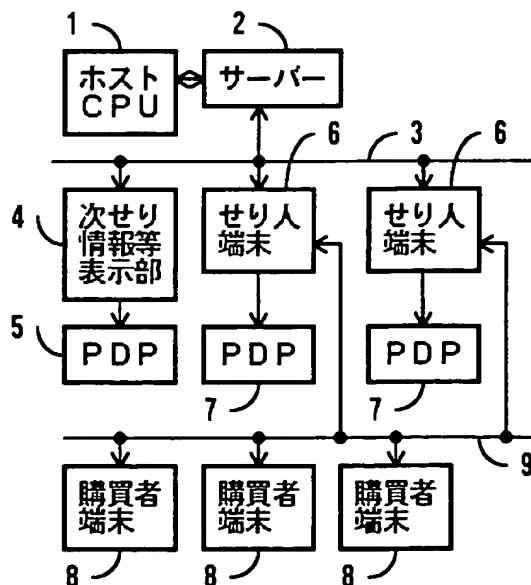 1
2
ホスト
CPU
サーバー
6
3
6
4
次せり
情報等
表示部
せり人
端末
せり人
端末
5
PDP
PDP
PDP
7
7
9
購買者
端末
購買者
端末
購買者
端末
8
8
8